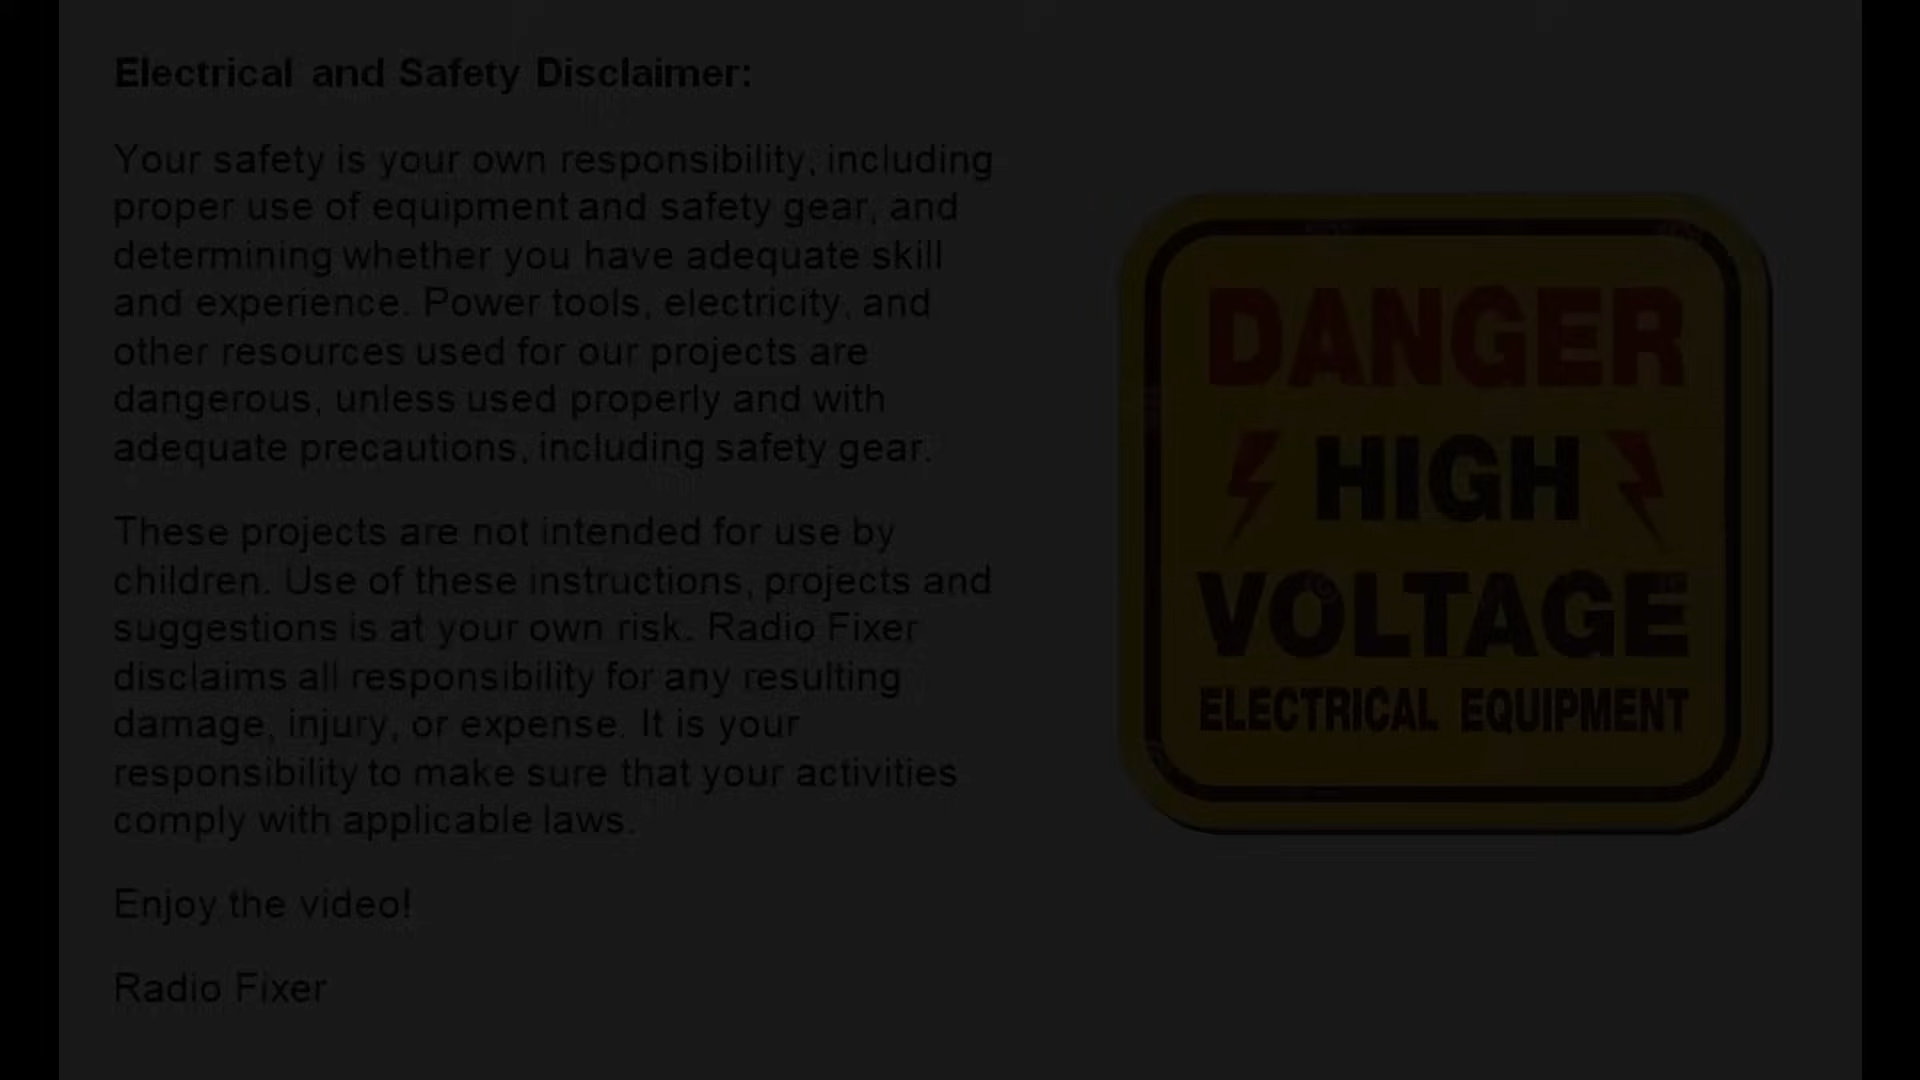 Electrical and Safety Disclaimer:
Your safety is your own responsibility, including
proper use of equipment and safety gear, and
determining whether you have adequate skill
and experience. Power tools, electricity, and
other resources used for our projects are
dangerous, unless used properly and with
adequate precautions, including safety gear.
These projects are not intended for use by
children. Use of these instructions, projects and
suggestions is at your own risk. Radio Fixer
disclaims all responsibility for any resulting
damage, injury, or expense. It is your
responsibility to make sure that your activities
comply with applicable laws.
Enjoy the video!
Radio Fixer
DANGER
HIGH
VOLTAGE
ELECTRICAL EQUIPMENT